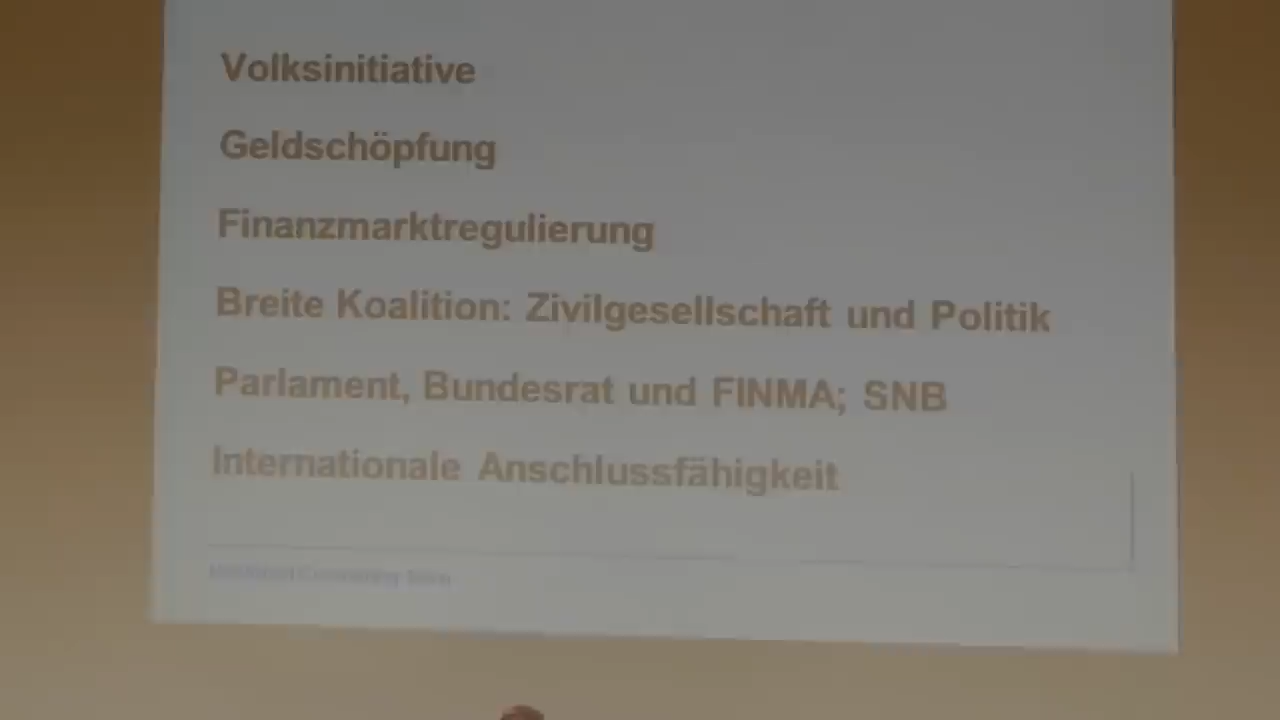 Volksinitiative
Geldschöpfung
Finanzmarktregulierung
Breite Koalition: Zivilgesellschaft und Politik
Parlament, Bundesrat und FINMA; SNB
Internationale Anschlussfähigkeit